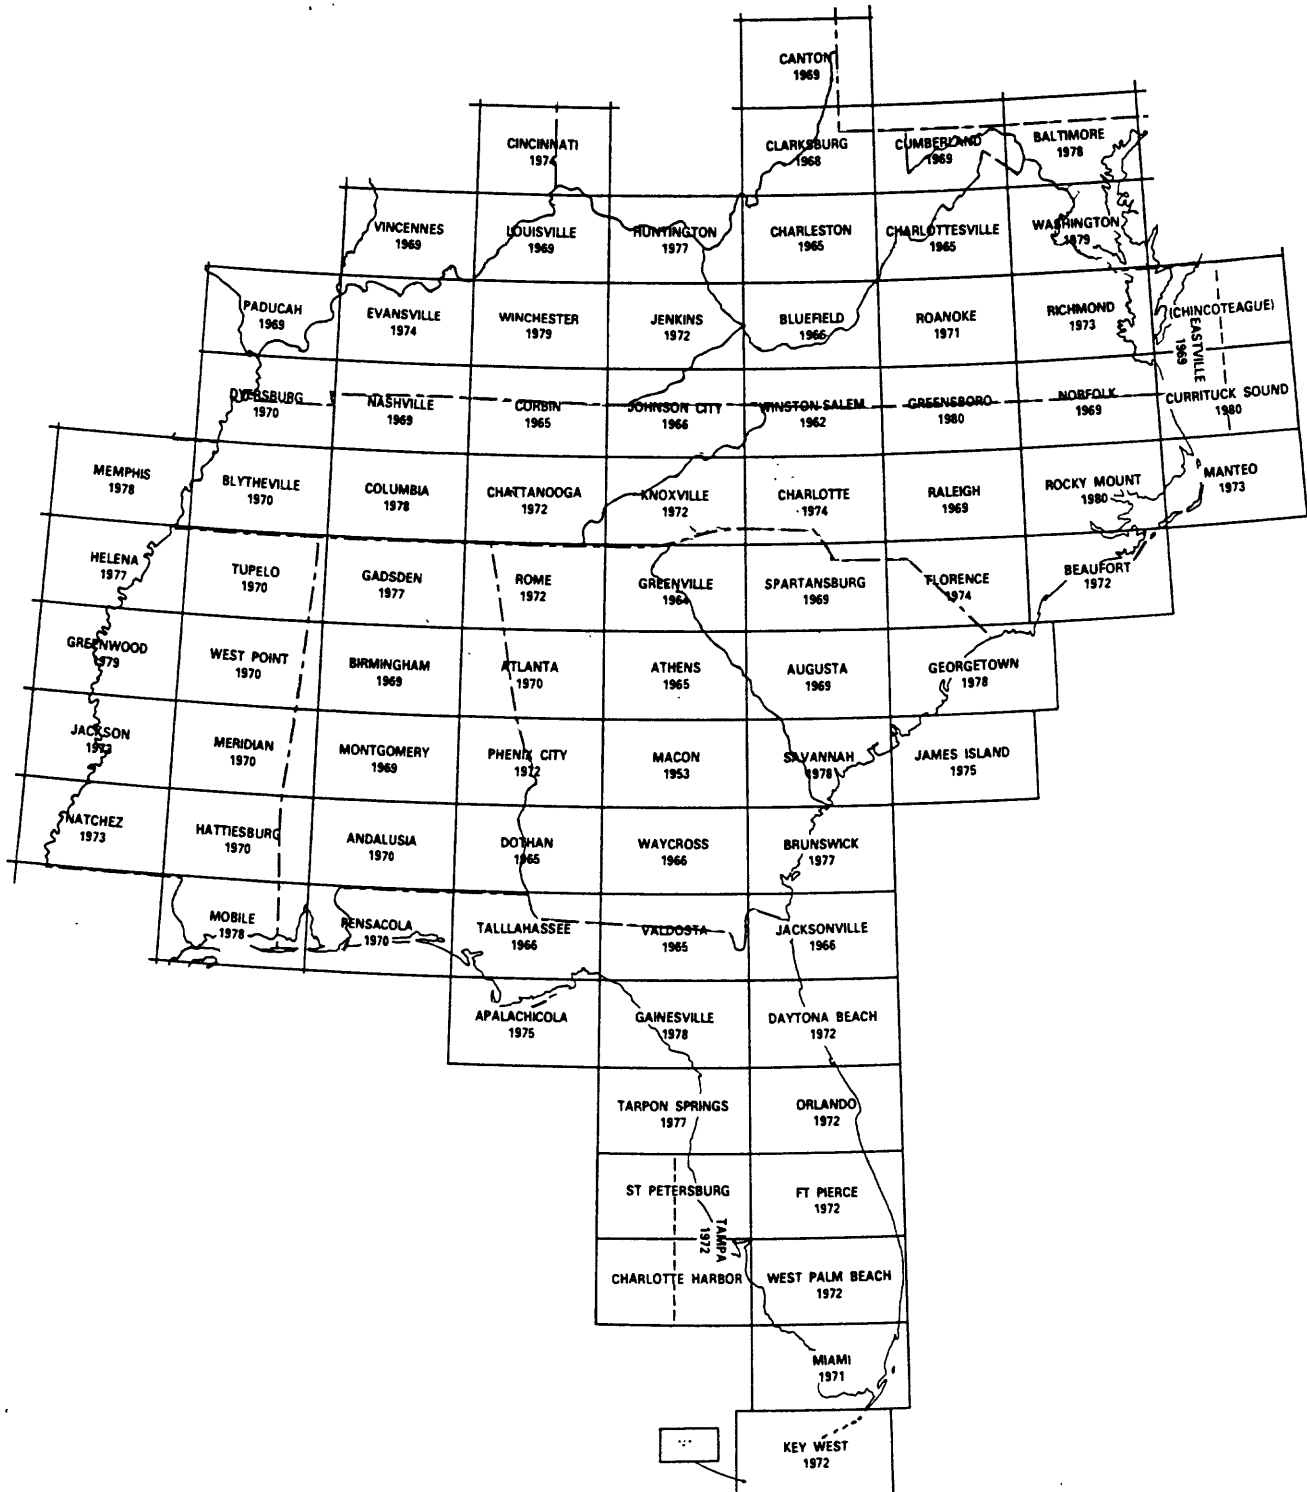 CANTON
1969
CINCINNATI
1974
CLARKSBURG
1968
CUMBERLAND
1969
BALTIMORE
1978
VINCENNES
1969
LOUISVILLE
1969
HUNTINGTON
1977
CHARLESTON
1965
CHARLOTTESVILLE
1965
WASHINGTON
1979
PADUCAH
1969
EVANSVILLE
1974
WINCHESTER
1979
JENKINS
1972
BLUEFIELD
1966
ROANOKE
1971
RICHMOND
1973
(CHINCOTEAGUE)
EASTVILLE
1969
DYERSBURG
1970
NASHVILLE
1969
CORBIN
1965
JOHNSON CITY
1966
WINSTON-SALEM
1962
GREENSBORO
1980
NORFOLK
1969
CURRITUCK SOUND
1980
MEMPHIS
1978
BLYTHEVILLE
1970
COLUMBIA
1978
CHATTANOOGA
1972
KNOXVILLE
1972
CHARLOTTE
1974
RALEIGH
1969
ROCKY MOUNT
1980
MANTEO
1973
HELENA
1977
TUPELO
1970
GADSDEN
1977
ROME
1972
GREENVILLE
1964
SPARTANSBURG
1969
FLORENCE
1974
BEAUFORT
1972
GREENWOOD
1979
WEST POINT
1970
BIRMINGHAM
1969
ATLANTA
1970
ATHENS
1965
AUGUSTA
1969
GEORGETOWN
1978
JACKSON
1973
MERIDIAN
1970
MONTGOMERY
1969
PHENIX CITY
1972
MACON
1953
SAVANNAH
1978
JAMES ISLAND
1975
NATCHEZ
1973
HATTIESBURG
1970
ANDALUSIA
1970
DOTHAN
1965
WAYCROSS
1966
BRUNSWICK
1977
MOBILE
1978
PENSACOLA
1970
TALLLAHASSEE
1966
VALDOSTA
1965
JACKSONVILLE
1966
APALACHICOLA
1975
GAINESVILLE
1978
DAYTONA BEACH
1972
TARPON SPRINGS
1977
ORLANDO
1972
ST PETERSBURG
FT PIERCE
1972
TAMPA
1972
CHARLOTTE HARBOR
WEST PALM BEACH
1972
MIAMI
1971
KEY WEST
1972